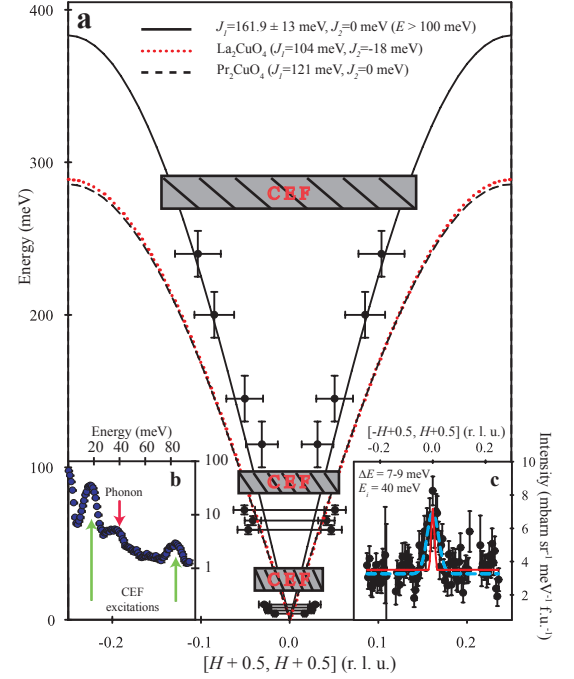 a
J₁=161.9 ± 13 meV, J₂=0 meV (E > 100 meV)
La₂CuO₄ (J₁=104 meV, J₂=-18 meV)
Pr₂CuO₄ (J₁=121 meV, J₂=0 meV)
400
300
200
100
0
Energy (meV)
CEF
CEF
CEF
Energy (meV)
20 40 60 80
b
100
10
1
Phonon
CEF
excitations
[-H+0.5, H+0.5] (r. l. u.)
-0.2 0.0 0.2
ΔE = 7-9 meV
Eᵢ = 40 meV
c
10
8
6
4
2
Intensity (mbarn sr⁻¹ meV⁻¹ f.u.⁻¹)
-0.2 -0.1 0.0 0.1 0.2
[H + 0.5, H + 0.5] (r. l. u.)